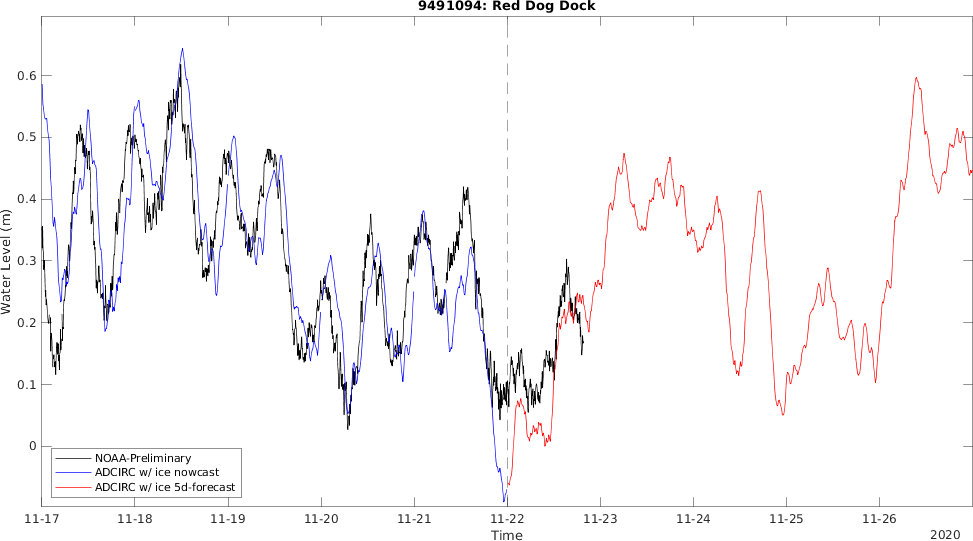 9491094: Red Dog Dock
Water Level (m)
0.6
0.5
0.4
0.3
0.2
0.1
0
NOAA-Preliminary
ADCIRC w/ ice nowcast
ADCIRC w/ ice 5d-forecast
11-17 11-18 11-19 11-20 11-21 11-22 11-23 11-24 11-25 11-26
Time
2020